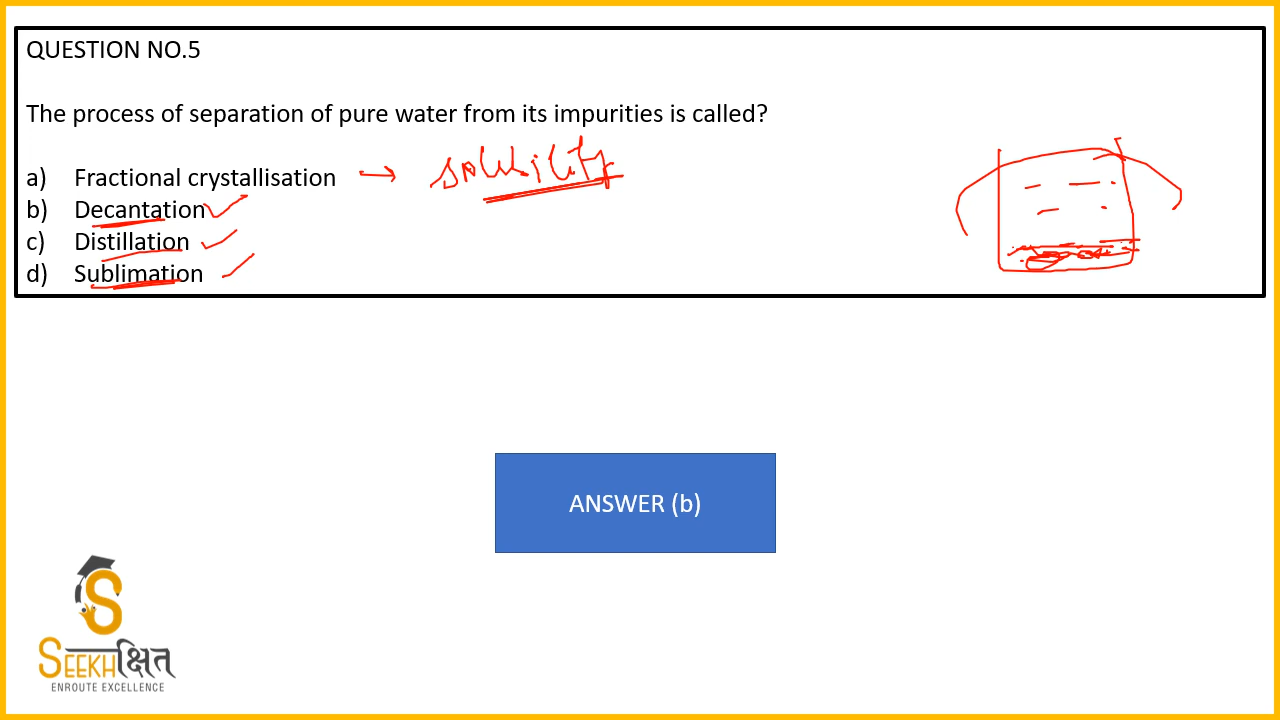 QUESTION NO.5
The process of separation of pure water from its impurities is called?
a) Fractional crystallisation → solubility
b) Decantation
c) Distillation
d) Sublimation
ANSWER (b)
S
SEEKHक्षित
ENROUTE EXCELLENCE